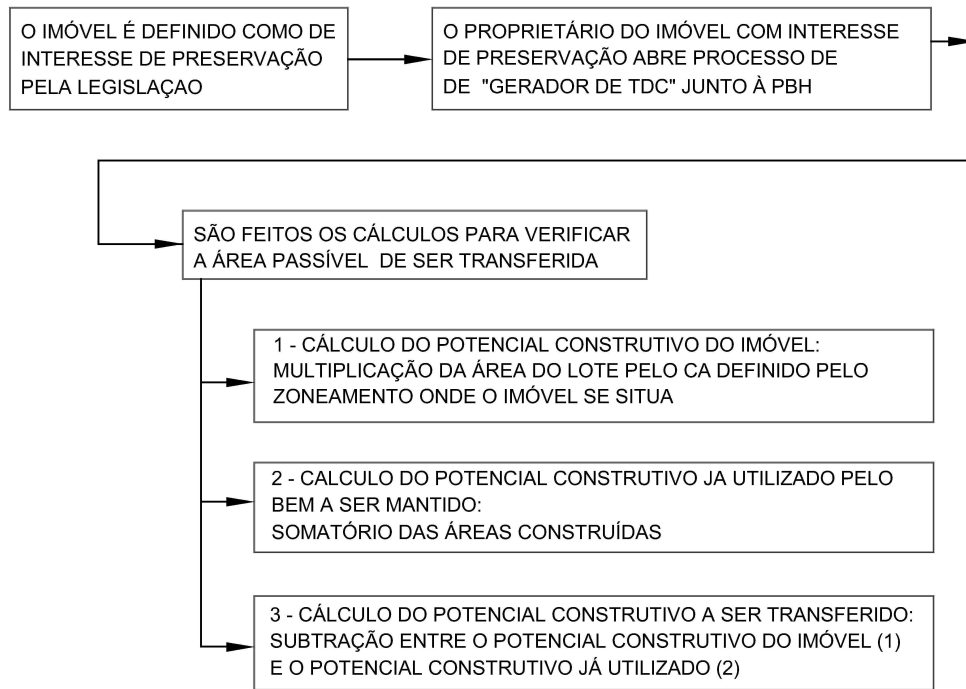 O IMÓVEL É DEFINIDO COMO DE
INTERESSE DE PRESERVAÇÃO
PELA LEGISLAÇAO
O PROPRIETÁRIO DO IMÓVEL COM INTERESSE
DE PRESERVAÇÃO ABRE PROCESSO DE
DE "GERADOR DE TDC" JUNTO À PBH
SÃO FEITOS OS CÁLCULOS PARA VERIFICAR
A ÁREA PASSÍVEL DE SER TRANSFERIDA
1 - CÁLCULO DO POTENCIAL CONSTRUTIVO DO IMÓVEL:
MULTIPLICAÇÃO DA ÁREA DO LOTE PELO CA DEFINIDO PELO
ZONEAMENTO ONDE O IMÓVEL SE SITUA
2 - CALCULO DO POTENCIAL CONSTRUTIVO JA UTILIZADO PELO
BEM A SER MANTIDO:
SOMATÓRIO DAS ÁREAS CONSTRUÍDAS
3 - CÁLCULO DO POTENCIAL CONSTRUTIVO A SER TRANSFERIDO:
SUBTRAÇÃO ENTRE O POTENCIAL CONSTRUTIVO DO IMÓVEL (1)
E O POTENCIAL CONSTRUTIVO JÁ UTILIZADO (2)